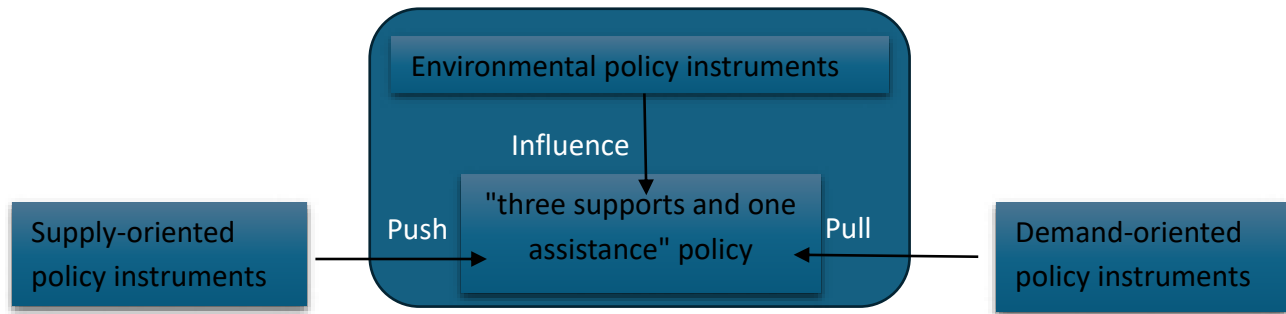 Environmental policy instruments
Influence
"three supports and one
assistance" policy
Push
Pull
Supply-oriented
policy instruments
Demand-oriented
policy instruments